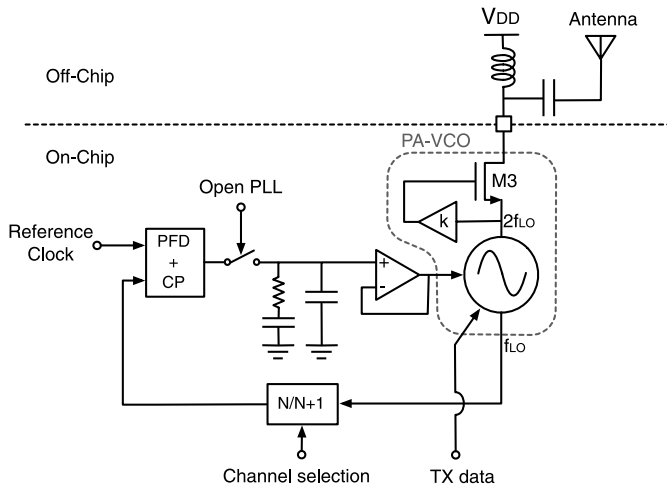 VDD
Antenna
Off-Chip
On-Chip
PA-VCO
M3
Open PLL
k
2fLO
Reference
Clock
PFD
+
CP
+
-
fLO
N/N+1
Channel selection
TX data